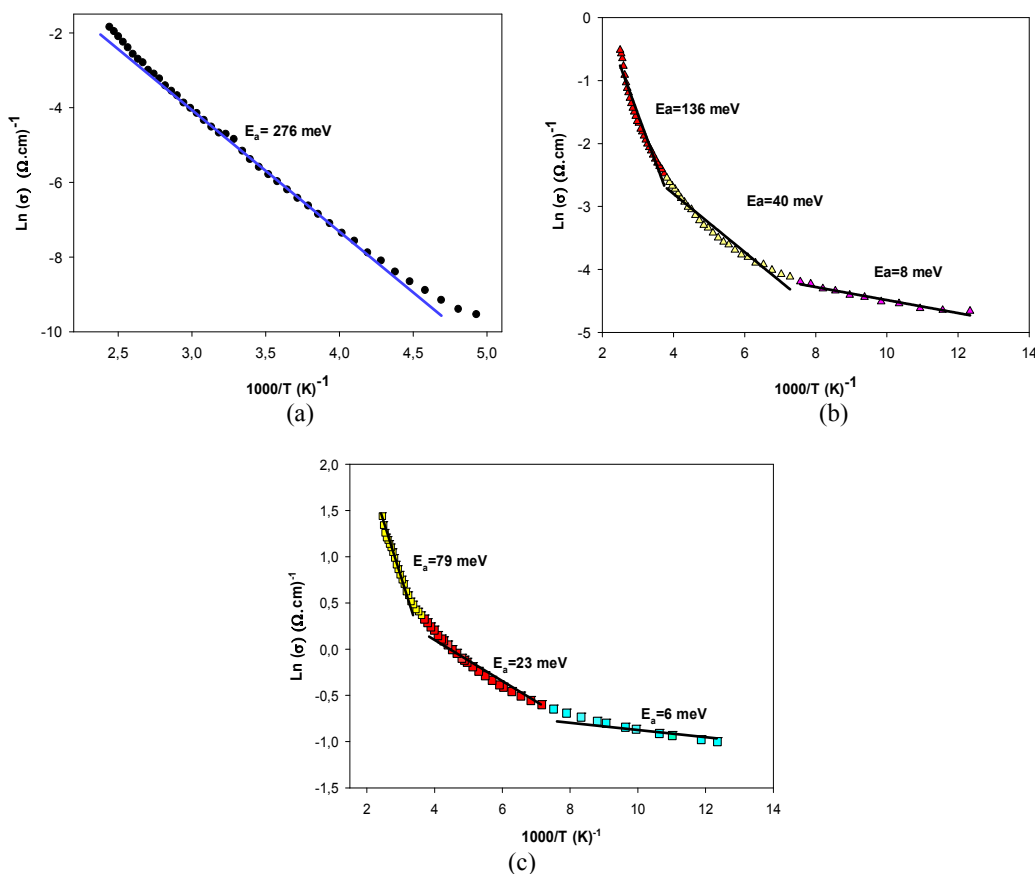 -2
-4
-6
-8
-10
Ln (σ) (Ω.cm)⁻¹
Eₐ= 276 meV
2,5 3,0 3,5 4,0 4,5 5,0
1000/T (K)⁻¹
(a)
0
-1
-2
-3
-4
-5
Ln (σ) (Ω.cm)⁻¹
Ea=136 meV
Ea=40 meV
Ea=8 meV
2 4 6 8 10 12 14
1000/T (K)⁻¹
(b)
2,0
1,5
1,0
0,5
0,0
-0,5
-1,0
-1,5
Ln (σ) (Ω.cm)⁻¹
Eₐ=79 meV
Eₐ=23 meV
Eₐ=6 meV
2 4 6 8 10 12 14
1000/T (K)⁻¹
(c)